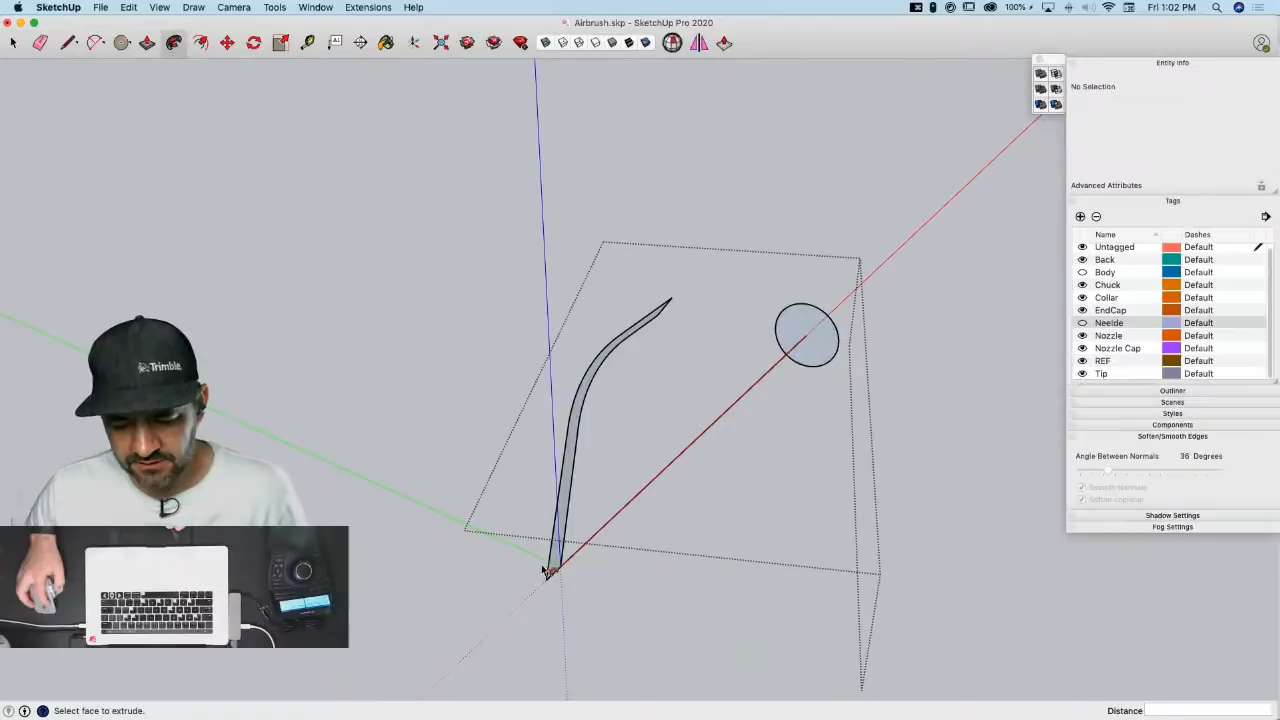 SketchUp File Edit View Draw Camera Tools Window Extensions Help 100% Fri 1:02 PM
Airbrush.skp - SketchUp Pro 2020
Entity Info
No Selection
Advanced Attributes
Tags
Name Dashes
Untagged Default
Back Default
Body Default
Chuck Default
Collar Default
EndCap Default
Neelde Default
Nozzle Default
Nozzle Cap Default
REF Default
Tip Default
Outliner
Scenes
Styles
Components
Soften/Smooth Edges
Angle Between Normals 36 Degrees
Smooth Normals
Soften coplanar
Shadow Settings
Fog Settings
Trimble.
Select face to extrude.
Distance